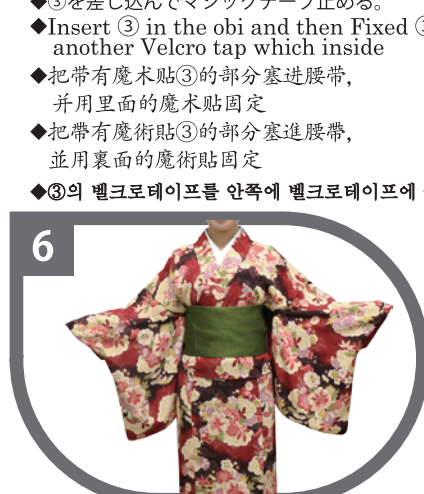 ◆③を差し込んでマジックテープ止める。
◆Insert ③ in the obi and then Fixed ③
another Velcro tap which inside
◆把带有魔术贴③的部分塞进腰带,
并用里面的魔术贴固定
◆把帶有魔術貼③的部分塞進腰帶,
並用裏面的魔術貼固定
◆③의 벨크로테이프를 안쪽에 벨크로테이프에
6